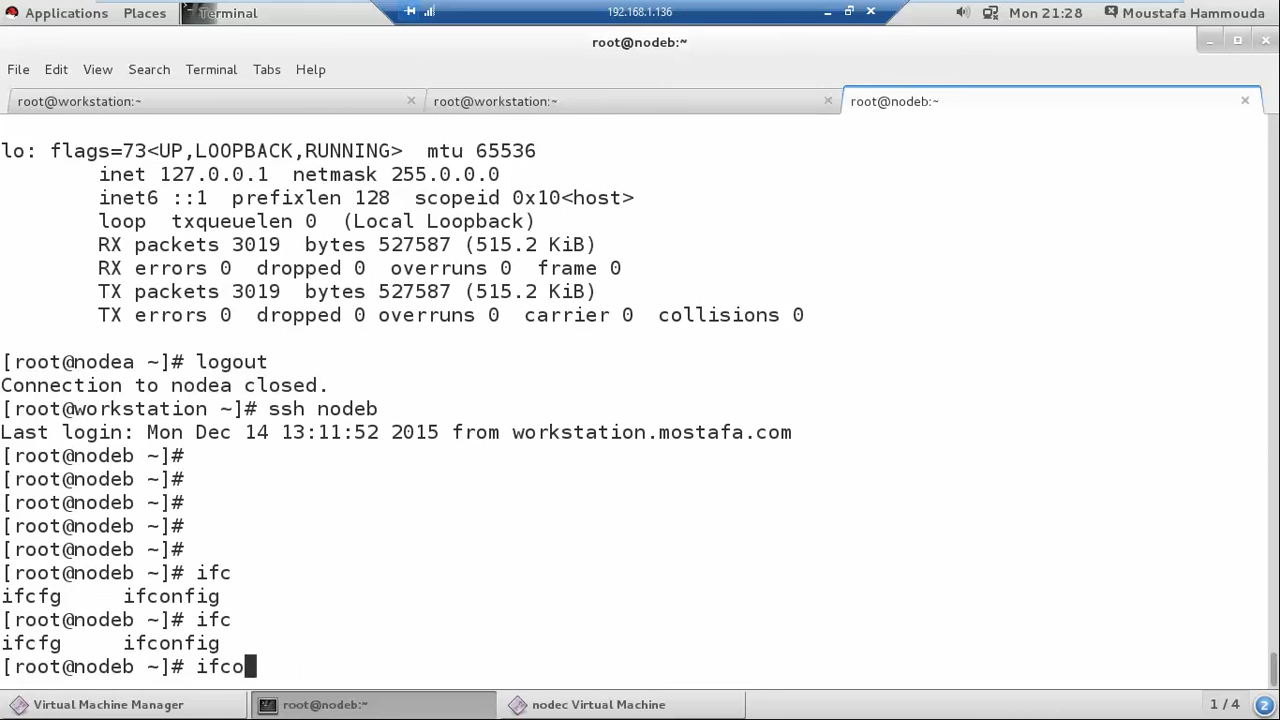 Applications Places Terminal 192.168.1.136 Mon 21:28 Moustafa Hammouda
root@nodeb:~
File Edit View Search Terminal Tabs Help
root@workstation:~ root@workstation:~ root@nodeb:~
lo: flags=73<UP,LOOPBACK,RUNNING>  mtu 65536
        inet 127.0.0.1  netmask 255.0.0.0
        inet6 ::1  prefixlen 128  scopeid 0x10<host>
        loop  txqueuelen 0  (Local Loopback)
        RX packets 3019  bytes 527587 (515.2 KiB)
        RX errors 0  dropped 0  overruns 0  frame 0
        TX packets 3019  bytes 527587 (515.2 KiB)
        TX errors 0  dropped 0 overruns 0  carrier 0  collisions 0
[root@nodea ~]# logout
Connection to nodea closed.
[root@workstation ~]# ssh nodeb
Last login: Mon Dec 14 13:11:52 2015 from workstation.mostafa.com
[root@nodeb ~]#
[root@nodeb ~]#
[root@nodeb ~]#
[root@nodeb ~]#
[root@nodeb ~]#
[root@nodeb ~]# ifc
ifcfg     ifconfig
[root@nodeb ~]# ifc
ifcfg     ifconfig
[root@nodeb ~]# ifco
Virtual Machine Manager root@nodeb:~ nodec Virtual Machine 1 / 4 2